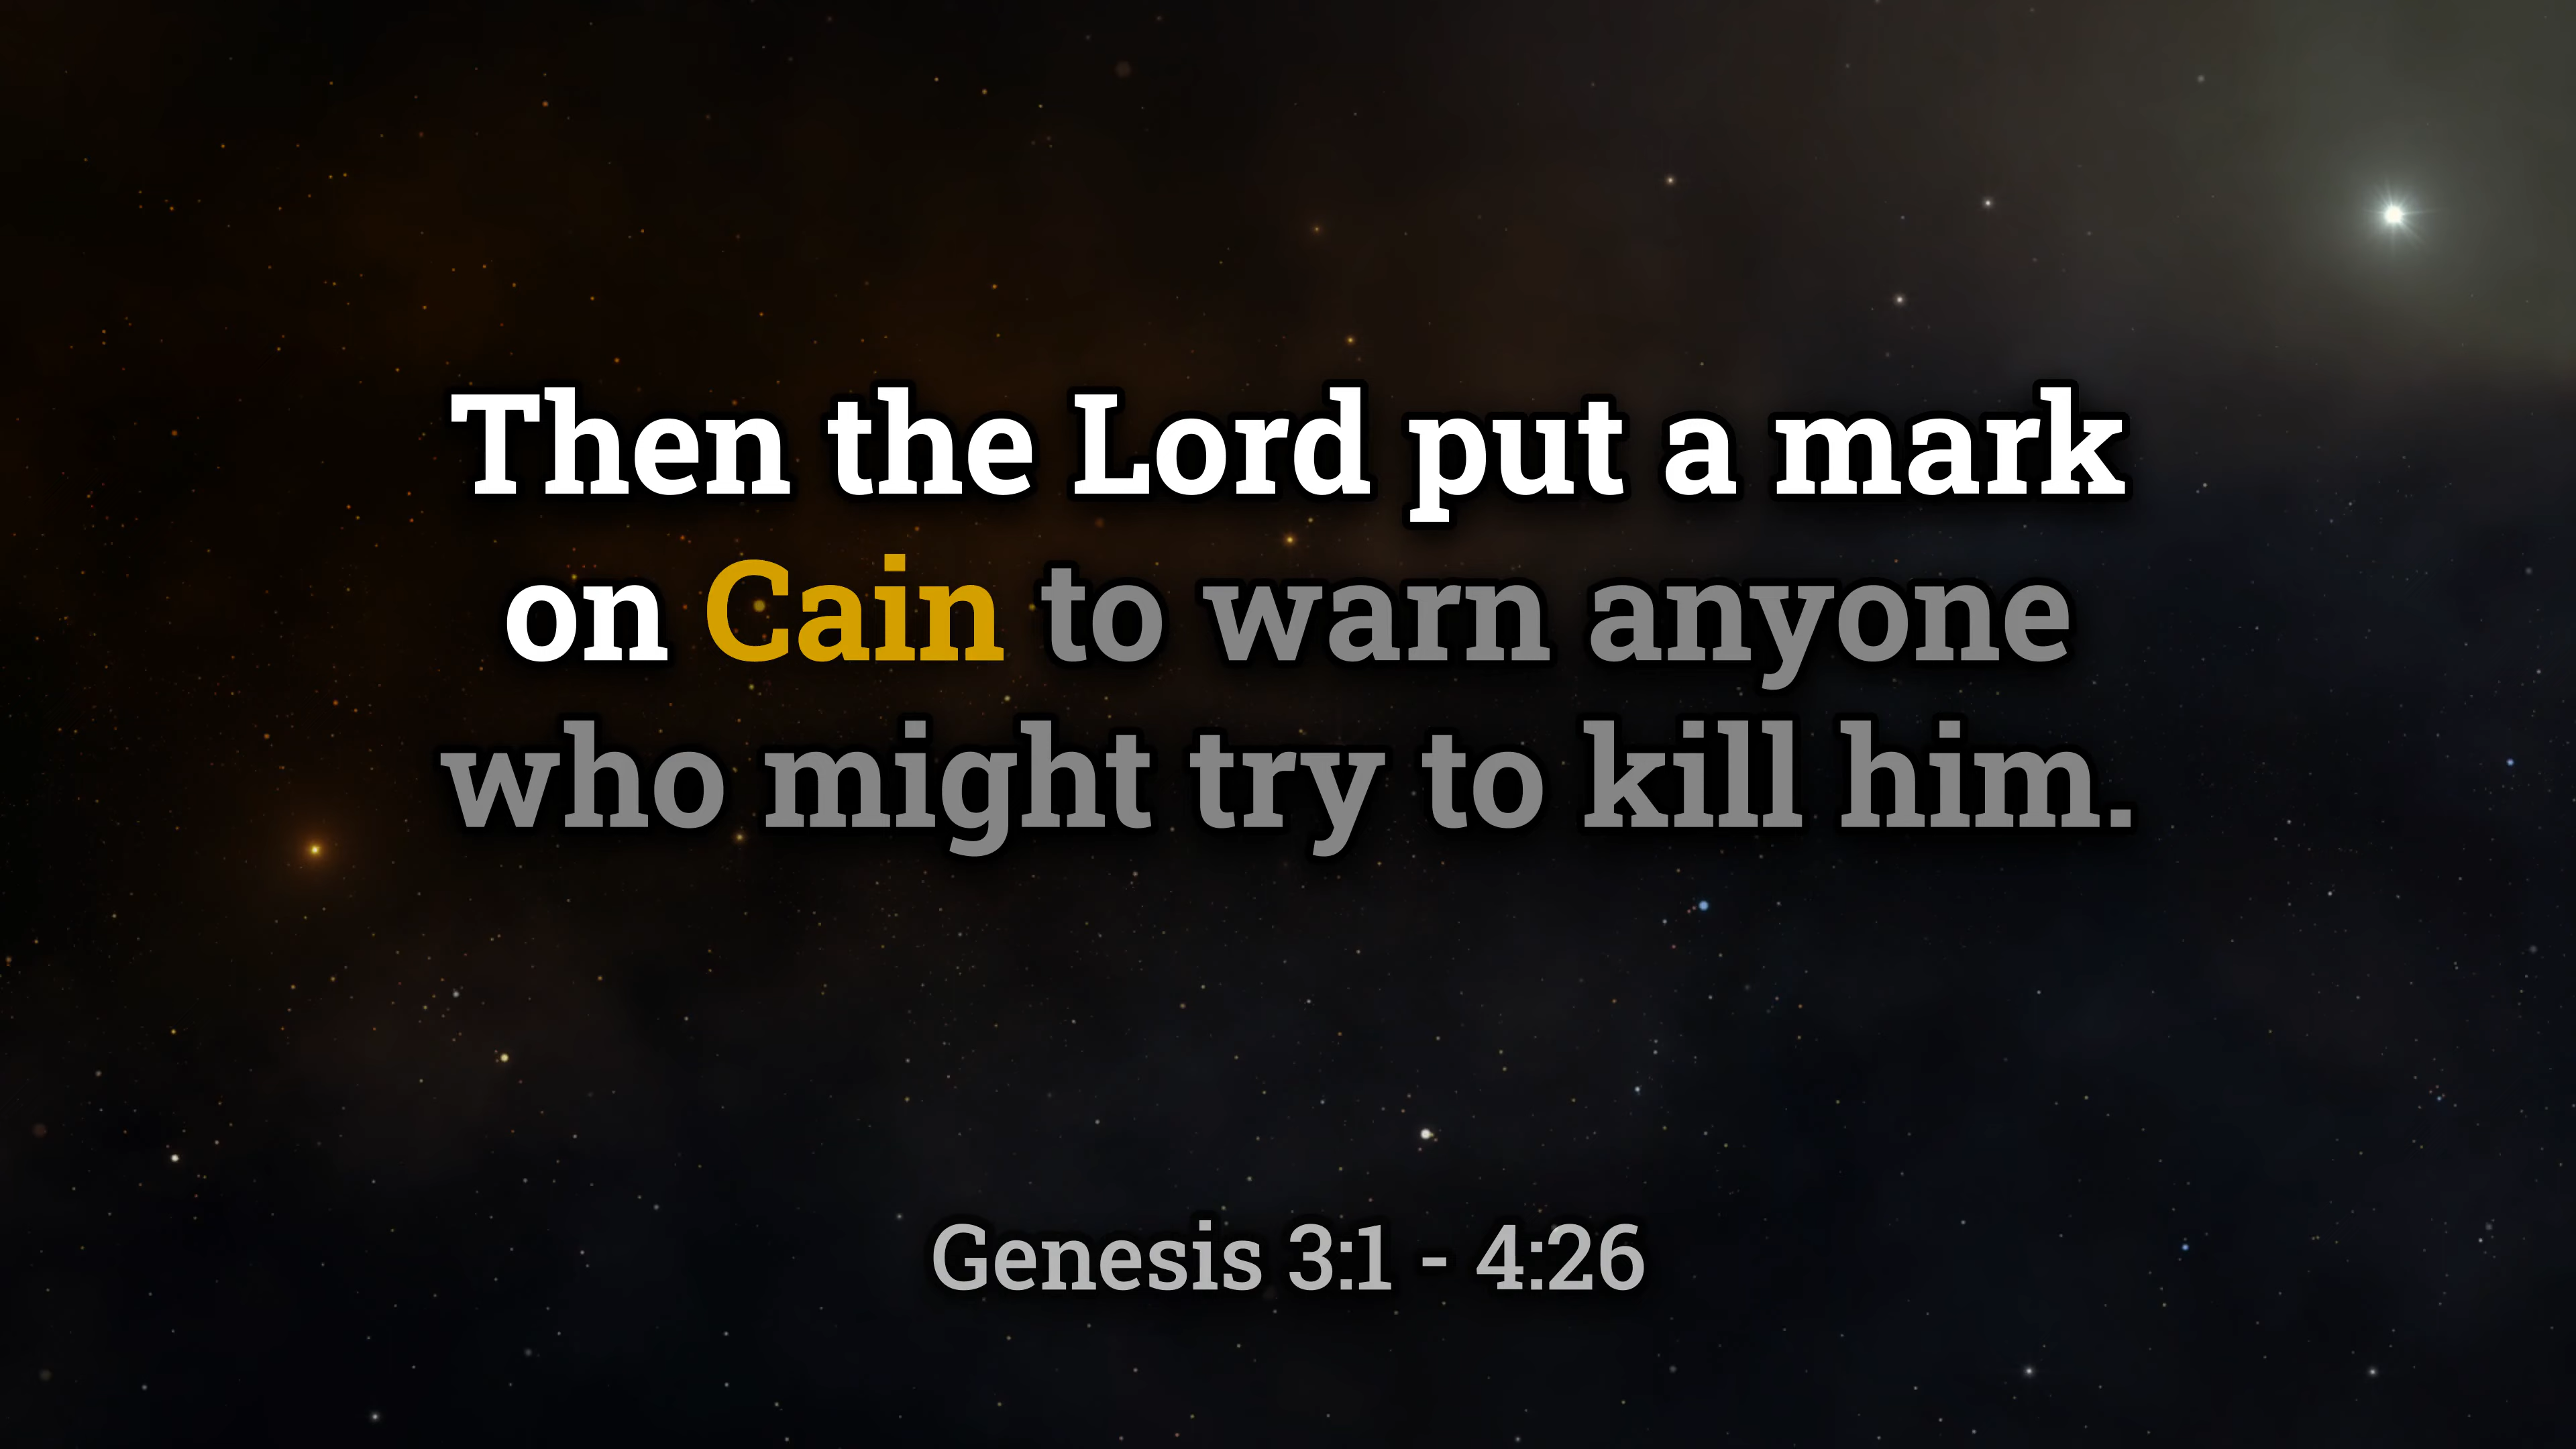 Then the Lord put a mark
on Cain to warn anyone
who might try to kill him.
Genesis 3:1 - 4:26